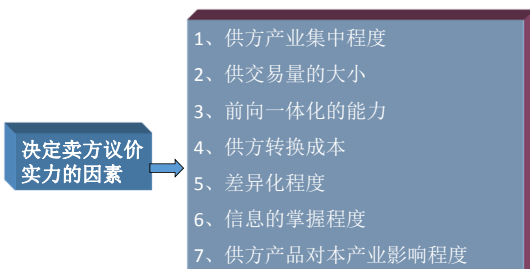 决定卖方议价
实力的因素
1、供方产业集中程度
2、供交易量的大小
3、前向一体化的能力
4、供方转换成本
5、差异化程度
6、信息的掌握程度
7、供方产品对本产业影响程度